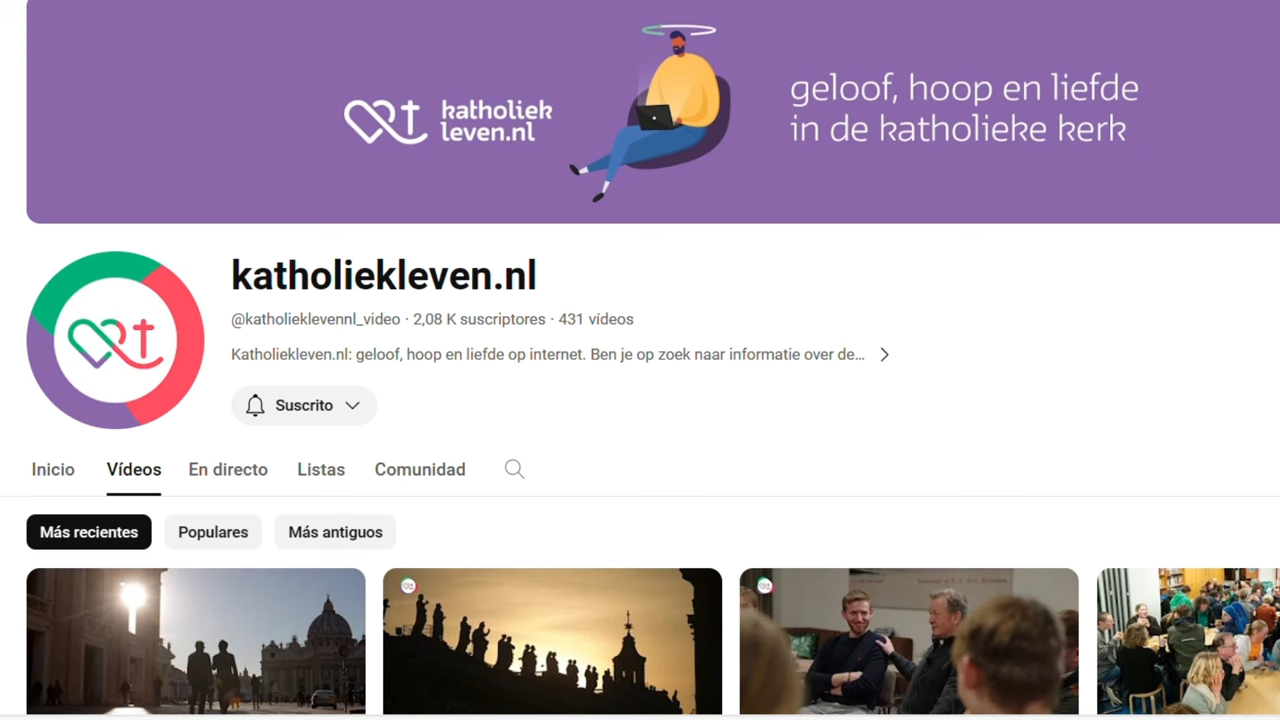 katholiek
leven.nl
geloof, hoop en liefde
in de katholieke kerk
katholiekleven.nl
@katholieklevennl_video · 2,08 K suscriptores · 431 vídeos
Katholiekleven.nl: geloof, hoop en liefde op internet. Ben je op zoek naar informatie over de...
Suscrito
Inicio Vídeos En directo Listas Comunidad
Más recientes Populares Más antiguos